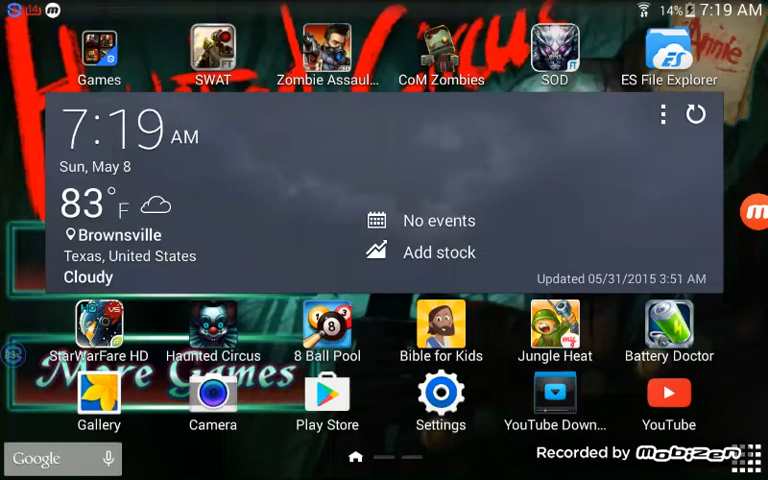 14% 7:19 AM
Games SWAT Zombie Assaul... CoM Zombies SOD ES File Explorer
Annie
7:19 AM
Sun, May 8
83° F
Brownsville
Texas, United States
Cloudy
No events
Add stock
Updated 05/31/2015 3:51 AM
StarWarFare HD Haunted Circus 8 Ball Pool Bible for Kids Jungle Heat Battery Doctor
More Games
Gallery Camera Play Store Settings YouTube Down... YouTube
Google
Recorded by Mobizen